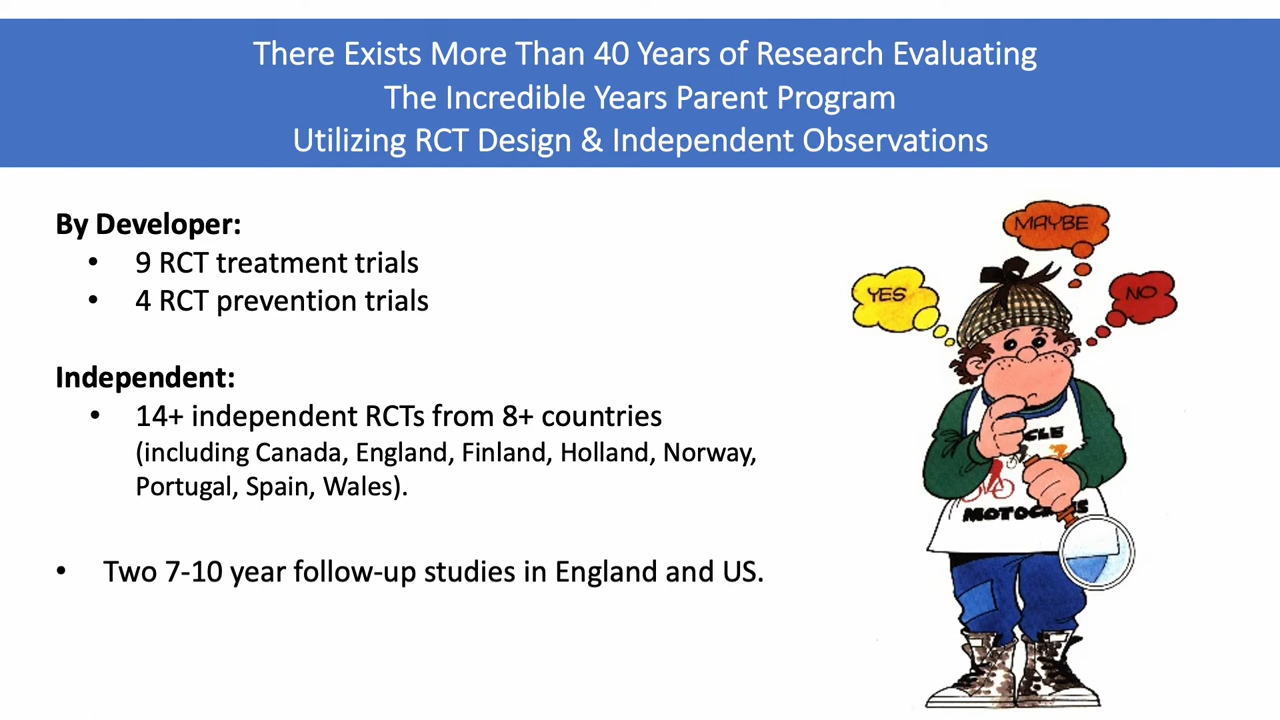 There Exists More Than 40 Years of Research Evaluating
The Incredible Years Parent Program
Utilizing RCT Design & Independent Observations
By Developer:
• 9 RCT treatment trials
• 4 RCT prevention trials
Independent:
• 14+ independent RCTs from 8+ countries
(including Canada, England, Finland, Holland, Norway,
Portugal, Spain, Wales).
• Two 7-10 year follow-up studies in England and US.
MAYBE
YES
NO